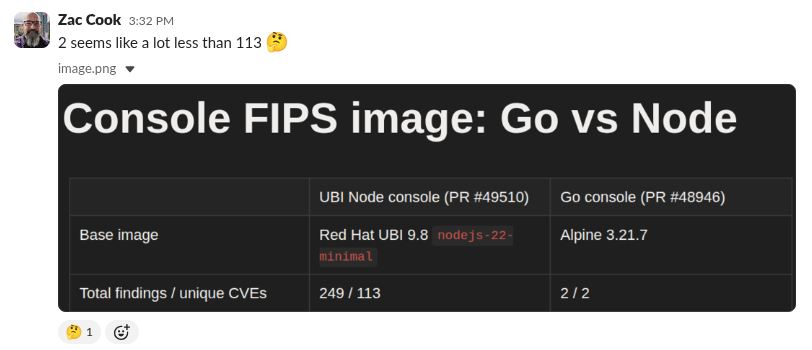 Zac Cook 3:32 PM
2 seems like a lot less than 113 🤔
image.png
Console FIPS image: Go vs Node
UBI Node console (PR #49510) Go console (PR #48946)
Base image Red Hat UBI 9.8 nodejs-22- Alpine 3.21.7
minimal
Total findings / unique CVEs 249 / 113 2 / 2
🤔 1